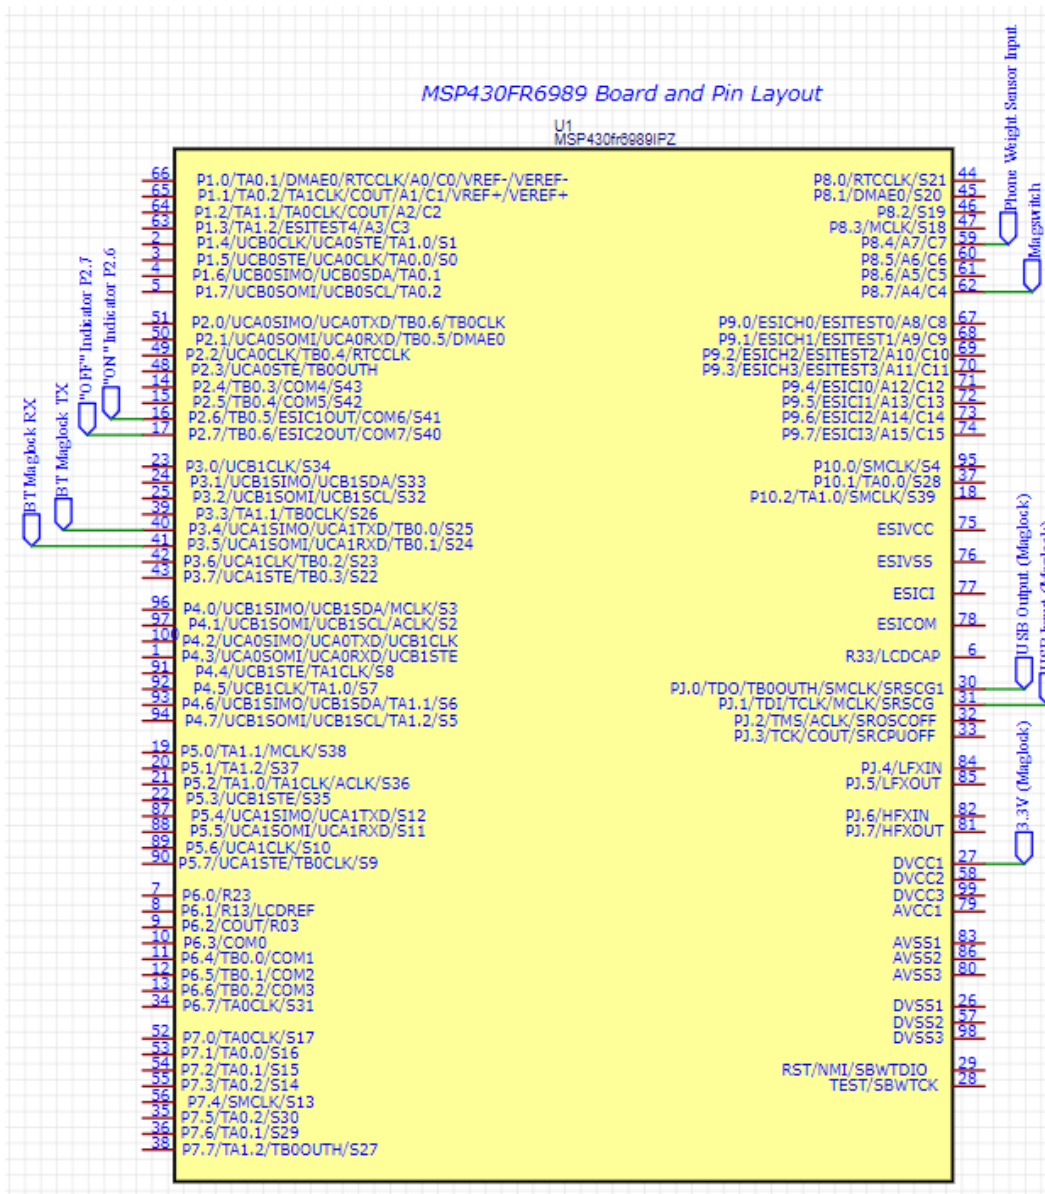 MSP430FR6989 Board and Pin Layout
U1
MSP430fr6989IPZ
66 P1.0/TA0.1/DMAE0/RTCCLK/A0/C0/VREF-/VEREF-
65 P1.1/TA0.2/TA1CLK/COUT/A1/C1/VREF+/VEREF+
64 P1.2/TA1.1/TA0CLK/COUT/A2/C2
63 P1.3/TA1.2/ESITEST4/A3/C3
2 P1.4/UCB0CLK/UCA0STE/TA1.0/S1
3 P1.5/UCB0STE/UCA0CLK/TA0.0/S0
4 P1.6/UCB0SIMO/UCB0SDA/TA0.1
5 P1.7/UCB0SOMI/UCB0SCL/TA0.2
51 P2.0/UCA0SIMO/UCA0TXD/TB0.6/TB0CLK
50 P2.1/UCA0SOMI/UCA0RXD/TB0.5/DMAE0
49 P2.2/UCA0CLK/TB0.4/RTCCLK
48 P2.3/UCA0STE/TB0OUTH
14 P2.4/TB0.3/COM4/S43
15 P2.5/TB0.4/COM5/S42
16 P2.6/TB0.5/ESIC1OUT/COM6/S41
17 P2.7/TB0.6/ESIC2OUT/COM7/S40
23 P3.0/UCB1CLK/S34
24 P3.1/UCB1SIMO/UCB1SDA/S33
25 P3.2/UCB1SOMI/UCB1SCL/S32
39 P3.3/TA1.1/TB0CLK/S26
40 P3.4/UCA1SIMO/UCA1TXD/TB0.0/S25
41 P3.5/UCA1SOMI/UCA1RXD/TB0.1/S24
42 P3.6/UCA1CLK/TB0.2/S23
43 P3.7/UCA1STE/TB0.3/S22
96 P4.0/UCB1SIMO/UCB1SDA/MCLK/S3
97 P4.1/UCB1SOMI/UCB1SCL/ACLK/S2
100 P4.2/UCA0SIMO/UCA0TXD/UCB1CLK
1 P4.3/UCA0SOMI/UCA0RXD/UCB1STE
91 P4.4/UCB1STE/TA1CLK/S8
92 P4.5/UCB1CLK/TA1.0/S7
93 P4.6/UCB1SIMO/UCB1SDA/TA1.1/S6
94 P4.7/UCB1SOMI/UCB1SCL/TA1.2/S5
19 P5.0/TA1.1/MCLK/S38
20 P5.1/TA1.2/S37
21 P5.2/TA1.0/TA1CLK/ACLK/S36
22 P5.3/UCB1STE/S35
87 P5.4/UCA1SIMO/UCA1TXD/S12
88 P5.5/UCA1SOMI/UCA1RXD/S11
89 P5.6/UCA1CLK/S10
90 P5.7/UCA1STE/TB0CLK/S9
7 P6.0/R23
8 P6.1/R13/LCDREF
9 P6.2/COUT/R03
10 P6.3/COM0
11 P6.4/TB0.0/COM1
12 P6.5/TB0.1/COM2
13 P6.6/TB0.2/COM3
34 P6.7/TA0CLK/S31
52 P7.0/TA0CLK/S17
53 P7.1/TA0.0/S16
54 P7.2/TA0.1/S15
55 P7.3/TA0.2/S14
56 P7.4/SMCLK/S13
35 P7.5/TA0.2/S30
36 P7.6/TA0.1/S29
38 P7.7/TA1.2/TB0OUTH/S27
P8.0/RTCCLK/S21 44
P8.1/DMAE0/S20 45
P8.2/S19 46
P8.3/MCLK/S18 47
P8.4/A7/C7 59
P8.5/A6/C6 60
P8.6/A5/C5 61
P8.7/A4/C4 62
P9.0/ESICH0/ESITEST0/A8/C8 67
P9.1/ESICH1/ESITEST1/A9/C9 68
P9.2/ESICH2/ESITEST2/A10/C10 69
P9.3/ESICH3/ESITEST3/A11/C11 70
P9.4/ESICI0/A12/C12 71
P9.5/ESICI1/A13/C13 72
P9.6/ESICI2/A14/C14 73
P9.7/ESICI3/A15/C15 74
P10.0/SMCLK/S4 95
P10.1/TA0.0/S28 37
P10.2/TA1.0/SMCLK/S39 18
ESIVCC 75
ESIVSS 76
ESICI 77
ESICOM 78
R33/LCDCAP 6
PJ.0/TDO/TB0OUTH/SMCLK/SRSCG1 30
PJ.1/TDI/TCLK/MCLK/SRSCG 31
PJ.2/TMS/ACLK/SROSCOFF 32
PJ.3/TCK/COUT/SRCPUOFF 33
PJ.4/LFXIN 84
PJ.5/LFXOUT 85
PJ.6/HFXIN 82
PJ.7/HFXOUT 81
DVCC1 27
DVCC2 58
DVCC3 99
AVCC1 79
AVSS1 83
AVSS2 86
AVSS3 80
DVSS1 26
DVSS2 57
DVSS3 98
RST/NMI/SBWTDIO 29
TEST/SBWTCK 28
BT Maglock RX
BT Maglock TX
"OFF" Indicator P2.7
"ON" Indicator P2.6
Phone Weight Sensor Input
Magswitch
USB Output (Maglock)
3.3V (Maglock)